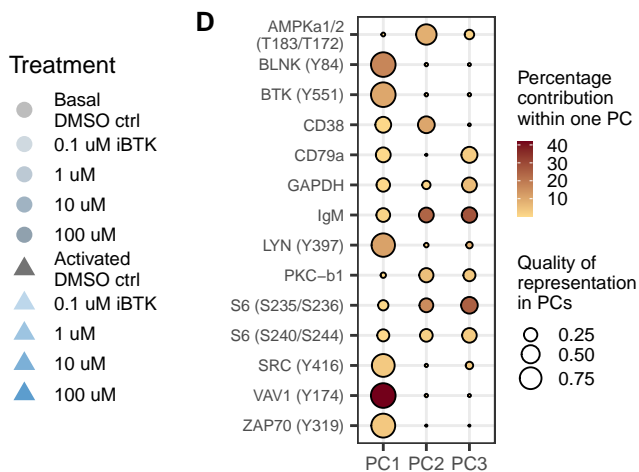 D
Treatment
Basal
DMSO ctrl
0.1 uM iBTK
1 uM
10 uM
100 uM
Activated
DMSO ctrl
0.1 uM iBTK
1 uM
10 uM
100 uM
AMPKa1/2
(T183/T172)
BLNK (Y84)
BTK (Y551)
CD38
CD79a
GAPDH
IgM
LYN (Y397)
PKC−b1
S6 (S235/S236)
S6 (S240/S244)
SRC (Y416)
VAV1 (Y174)
ZAP70 (Y319)
PC1 PC2 PC3
Percentage
contribution
within one PC
40
30
20
10
Quality of
representation
in PCs
0.25
0.50
0.75